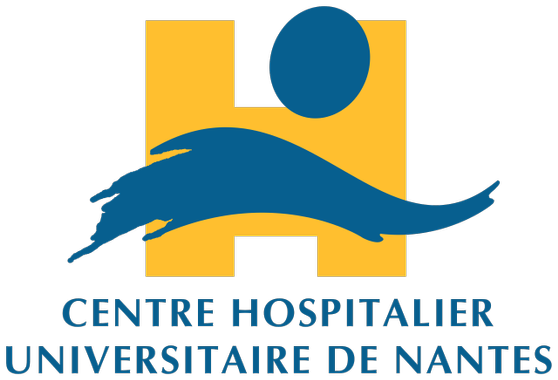 H
CENTRE HOSPITALIER
UNIVERSITAIRE DE NANTES